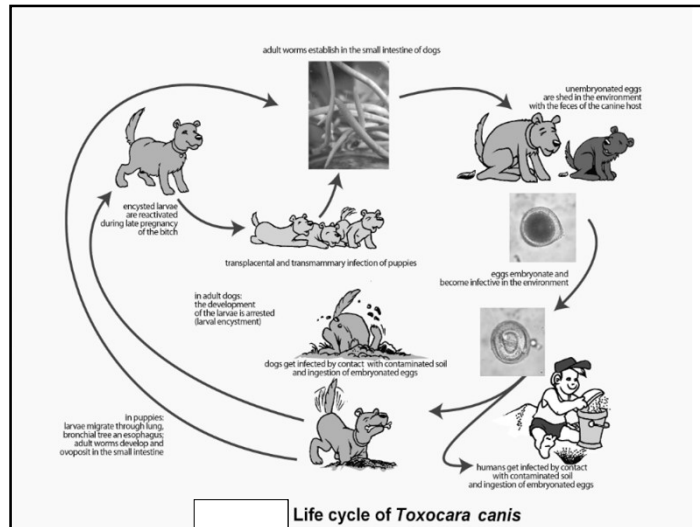 adult worms establish in the small intestine of dogs
unembryonated eggs
are shed in the environment
with the feces of the canine host
encysted larvae
are reactivated
during late pregnancy
of the bitch
transplacental and transmammary infection of puppies
eggs embryonate and
become infective in the environment
in adult dogs:
the development
of the larvae is arrested
(larval encystment)
dogs get infected by contact with contaminated soil
and ingestion of embryonated eggs
in puppies:
larvae migrate through lung,
bronchial tree an esophagus;
adult worms develop and
ovoposit in the small intestine
humans get infected by contact
with contaminated soil
and ingestion of embryonated eggs
Life cycle of Toxocara canis